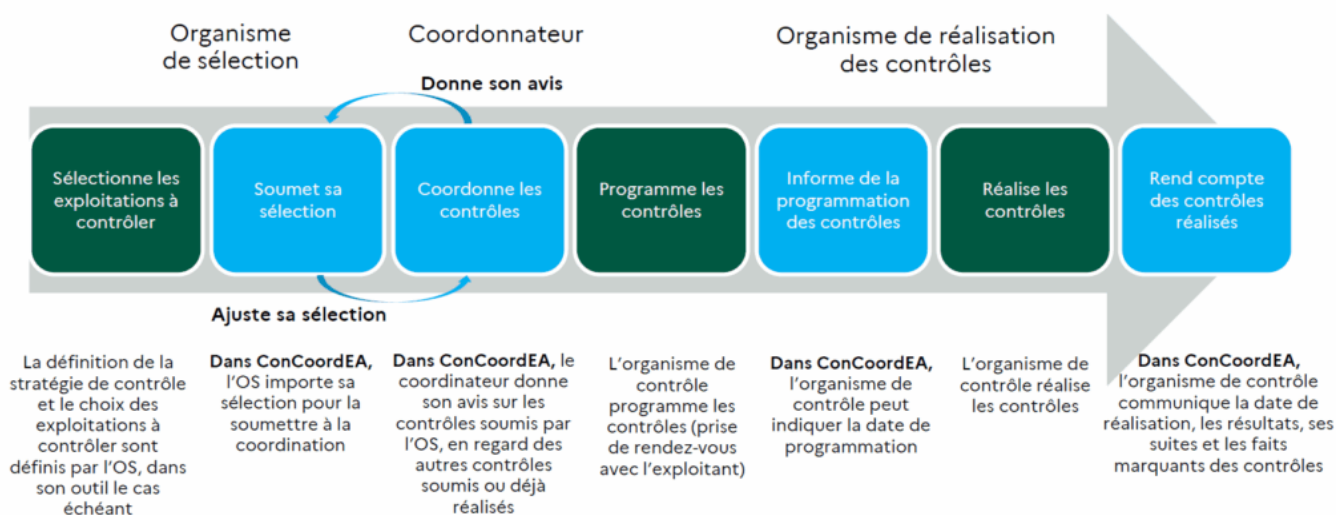 Organisme
de sélection
Coordonnateur
Organisme de réalisation
des contrôles
Donne son avis
Sélectionne les
exploitations à
contrôler
Soumet sa
sélection
Coordonne les
contrôles
Programme les
contrôles
Informe de la
programmation
des contrôles
Réalise les
contrôles
Rend compte
des contrôles
réalisés
Ajuste sa sélection
La définition de la
stratégie de contrôle
et le choix des
exploitations à
contrôler sont
définis par l'OS, dans
son outil le cas
échéant
Dans ConCoordEA,
l'OS importe sa
sélection pour la
soumettre à la
coordination
Dans ConCoordEA, le
coordinateur donne
son avis sur les
contrôles soumis par
l'OS, en regard des
autres contrôles
soumis ou déjà
réalisés
L'organisme de
contrôle
programme les
contrôles (prise
de rendez-vous
avec l'exploitant)
Dans ConCoordEA,
l'organisme de
contrôle peut
indiquer la date de
programmation
L'organisme de
contrôle réalise
les contrôles
Dans ConCoordEA,
l'organisme de contrôle
communique la date de
réalisation, les résultats, ses
suites et les faits
marquants des contrôles